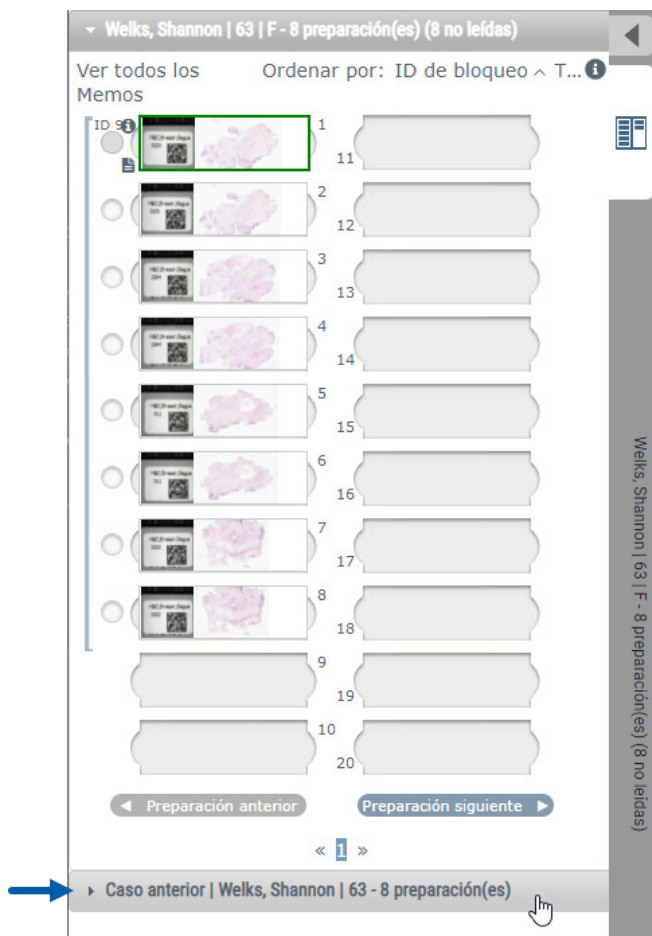 Welks, Shannon | 63 | F - 8 preparación(es) (8 no leídas)
Ver todos los
Memos
Ordenar por: ID de bloqueo T...
ID 9
1
11
2
12
3
13
4
14
5
15
6
16
7
17
8
18
9
19
10
20
Preparación anterior
Preparación siguiente
« 1 »
Caso anterior | Welks, Shannon | 63 - 8 preparación(es)
Welks, Shannon | 63 | F - 8 preparación(es) (8 no leídas)